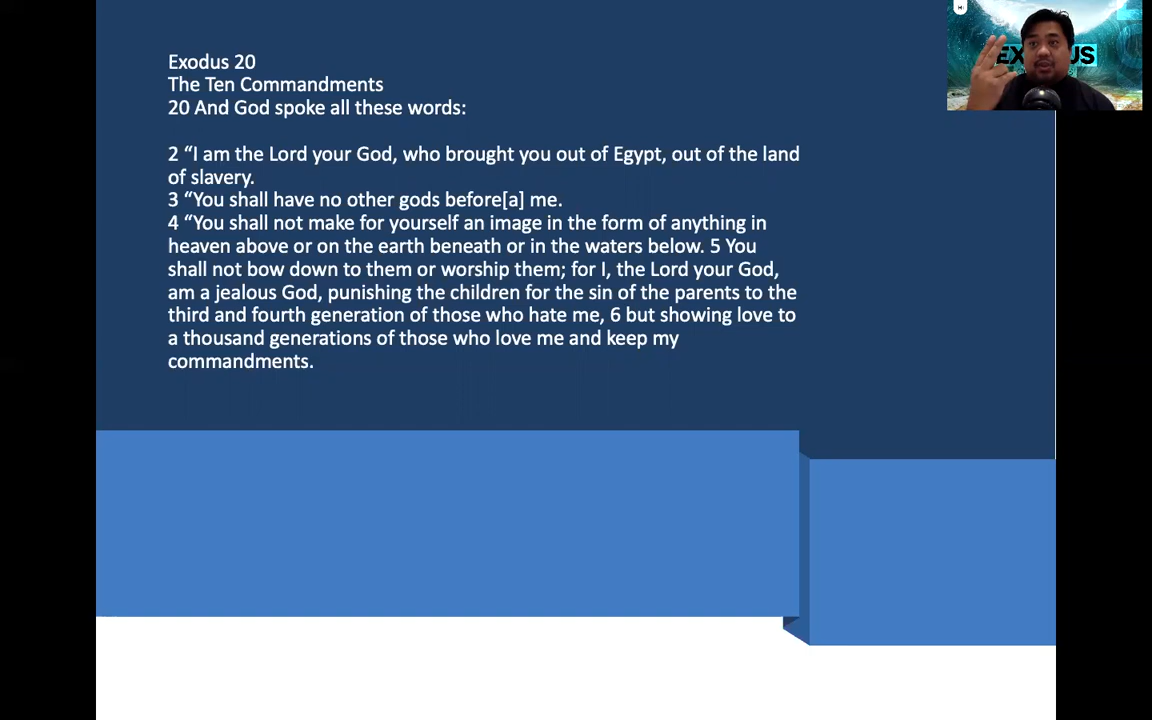 Exodus 20
The Ten Commandments
20 And God spoke all these words:
2 “I am the Lord your God, who brought you out of Egypt, out of the land
of slavery.
3 “You shall have no other gods before[a] me.
4 “You shall not make for yourself an image in the form of anything in
heaven above or on the earth beneath or in the waters below. 5 You
shall not bow down to them or worship them; for I, the Lord your God,
am a jealous God, punishing the children for the sin of the parents to the
third and fourth generation of those who hate me, 6 but showing love to
a thousand generations of those who love me and keep my
commandments.